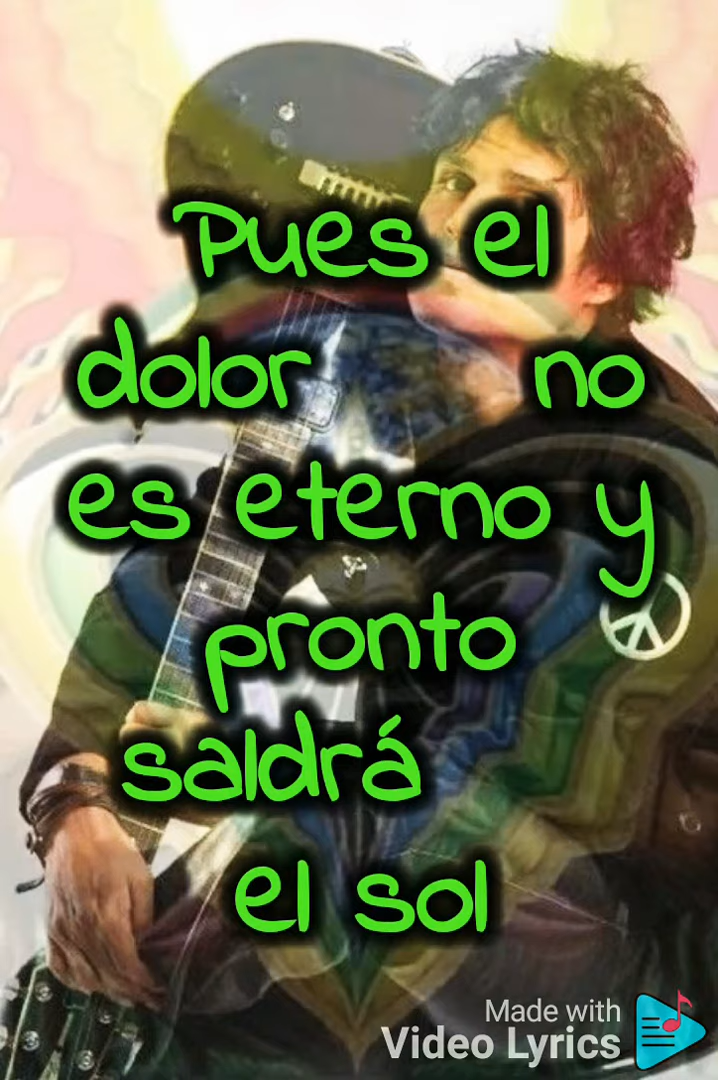 Pues el
dolor no
es eterno y
pronto
saldrá
el sol
Made with
Video Lyrics